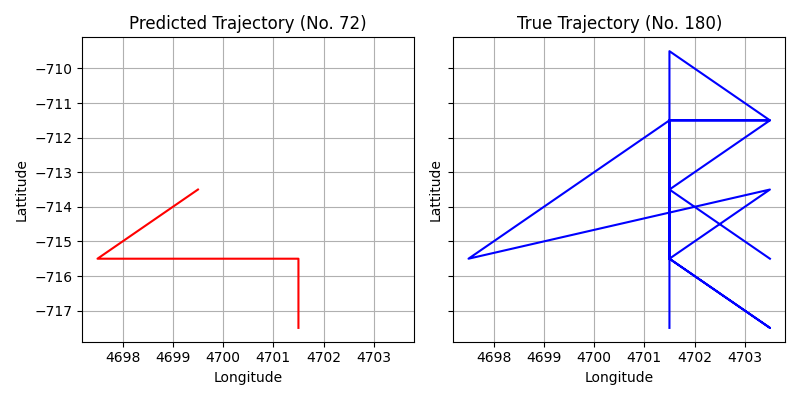 Predicted Trajectory (No. 72)
True Trajectory (No. 180)
Lattitude
−710
−711
−712
−713
−714
−715
−716
−717
4698 4699 4700 4701 4702 4703
Longitude
Lattitude
4698 4699 4700 4701 4702 4703
Longitude